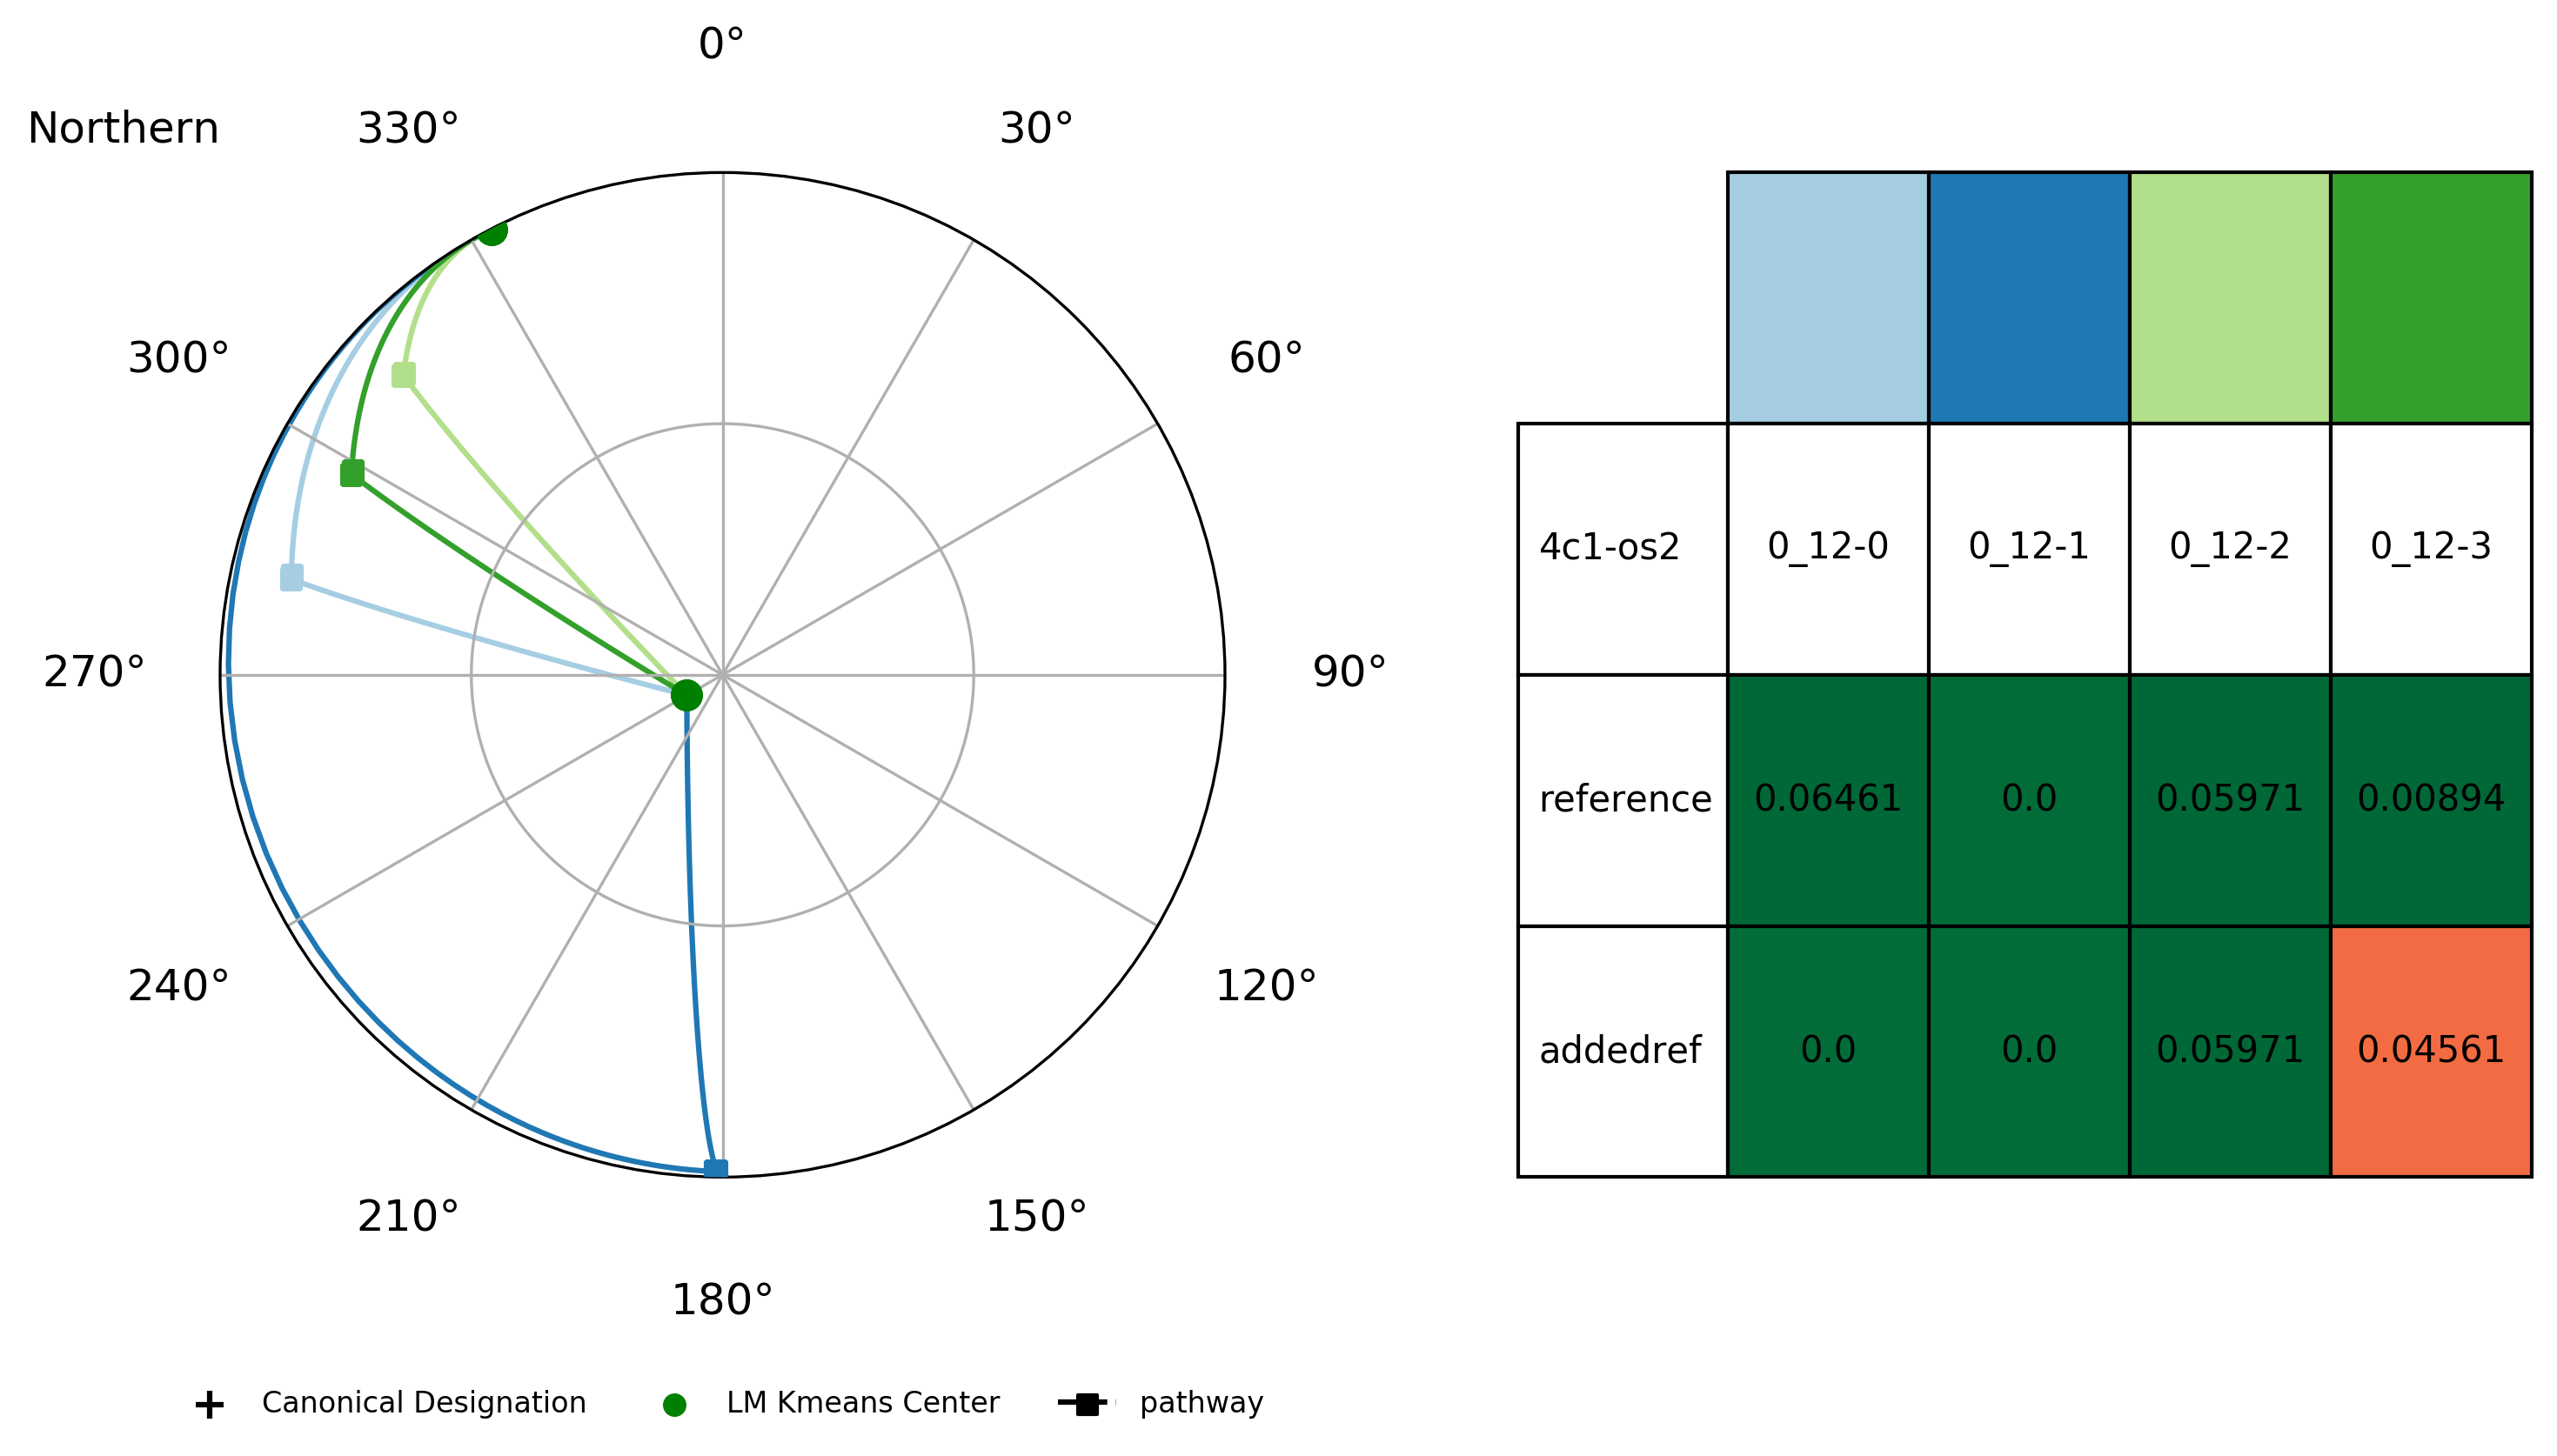 0°
Northern
330°
30°
300°
60°
270°
90°
240°
120°
210°
150°
180°
Canonical Designation
LM Kmeans Center
pathway
4c1-os2 0_12-0 0_12-1 0_12-2 0_12-3
reference 0.06461 0.0 0.05971 0.00894
addedref 0.0 0.0 0.05971 0.04561